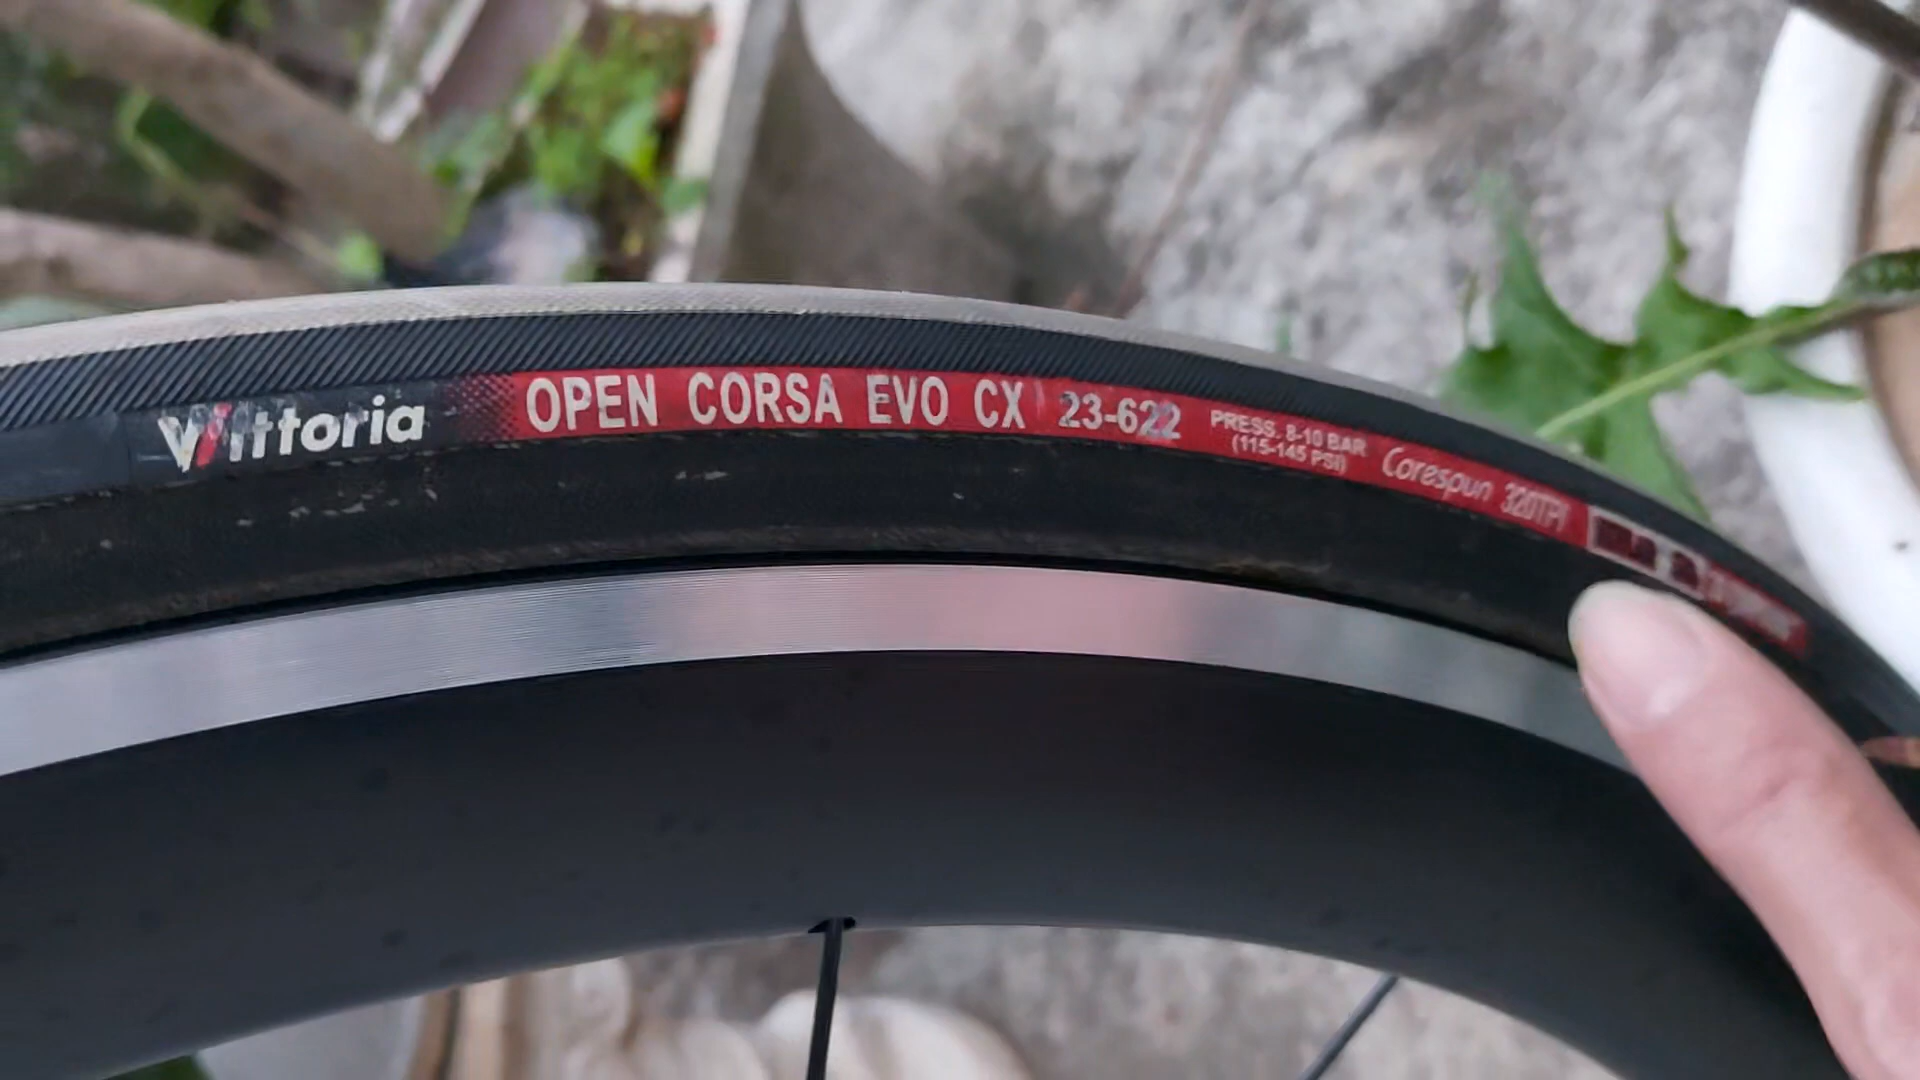 Vittoria OPEN CORSA EVO CX 23-622
PRESS. 8-10 BAR
(115-145 PSI)
Corespun 320TPI